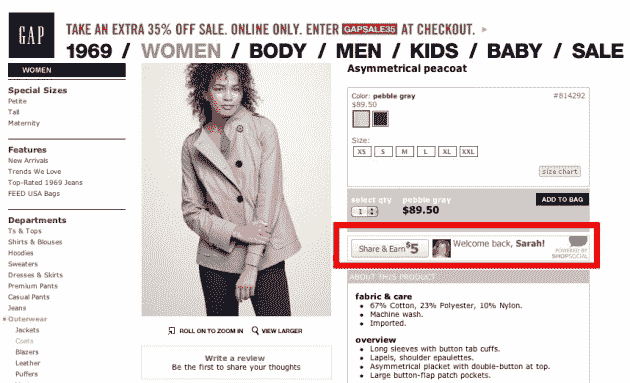 GAP
TAKE AN EXTRA 35% OFF SALE. ONLINE ONLY. ENTER GAPSALE35 AT CHECKOUT.
1969 / WOMEN / BODY / MEN / KIDS / BABY / SALE
WOMEN
Special Sizes
Petite
Tall
Maternity
Features
New Arrivals
Trends We Love
Top-Rated 1969 Jeans
FEED USA Bags
Departments
Ts & Tops
Shirts & Blouses
Hoodies
Sweaters
Dresses & Skirts
Premium Pants
Casual Pants
Jeans
Outerwear
Jackets
Coats
Blazers
Leather
Puffers
ROLL ON TO ZOOM IN VIEW LARGER
Write a review
Be the first to share your thoughts
Asymmetrical peacoat
Color: pebble gray #814292
$89.50
Size:
XS S M L XL XXL
size chart
select qty pebble gray ADD TO BAG
1 $89.50
Share & Earn $5 Welcome back, Sarah!
POWERED BY
SHOPSOCIAL
ABOUT THIS PRODUCT
fabric & care
67% Cotton, 23% Polyester, 10% Nylon.
Machine wash.
Imported.
overview
Long sleeves with button tab cuffs.
Lapels, shoulder epaulettes.
Asymmetrical placket with double-button at top.
Large button-flap patch pockets.